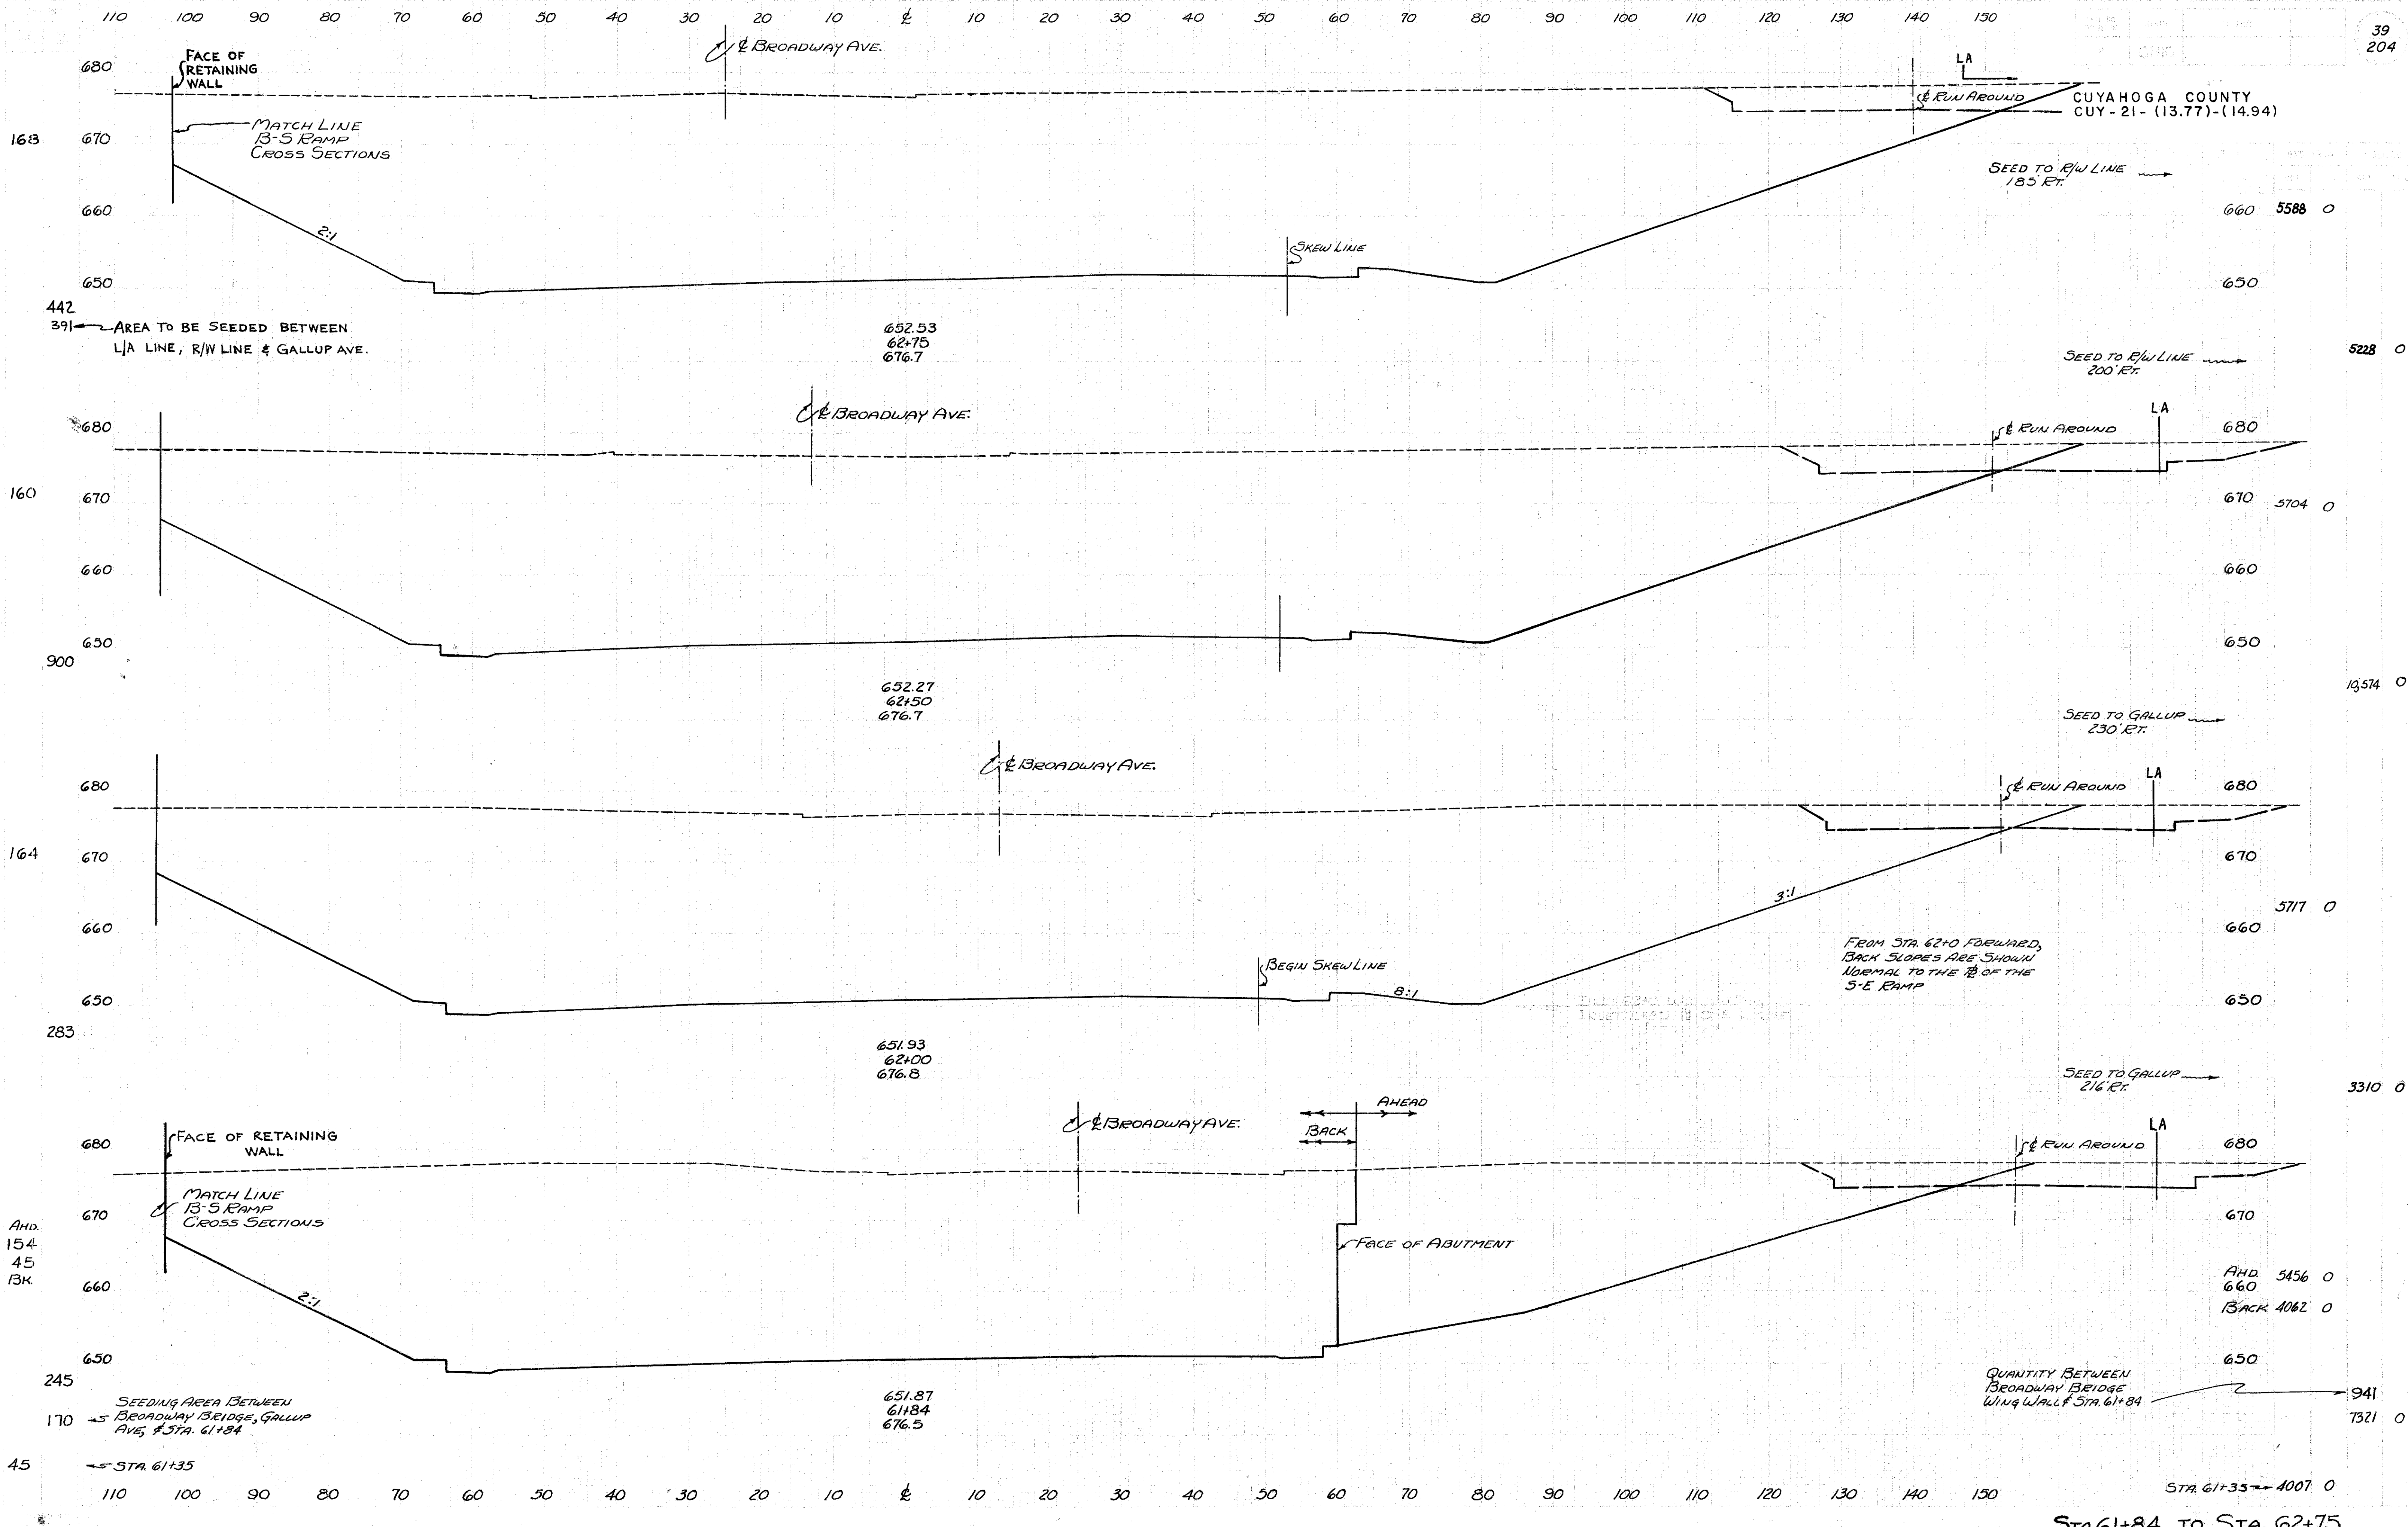 110 100 90 80 70 60 50 40 30 20 10 ℄ 10 20 30 40 50 60 70 80 90 100 110 120 130 140 150
39
204
℄ BROADWAY AVE.
FACE OF
RETAINING
WALL
LA
680
℄ RUN AROUND
CUYAHOGA COUNTY
CUY-21-(13.77)-(14.94)
MATCH LINE
B-S RAMP
CROSS SECTIONS
168
670
SEED TO R/W LINE
185' RT.
660
660 5588 0
2:1
SKEW LINE
650
650
442
391
AREA TO BE SEEDED BETWEEN
L/A LINE, R/W LINE & GALLUP AVE.
652.53
62+75
676.7
SEED TO R/W LINE
200' RT.
5228 0
℄ BROADWAY AVE.
LA
680
℄ RUN AROUND
680
160
670
670 5704 0
660
660
650
650
900
652.27
62+50
676.7
10,574 0
SEED TO GALLUP
230' RT.
℄ BROADWAY AVE.
LA
680
℄ RUN AROUND
680
164
670
670
3:1
5717 0
660
660
FROM STA. 62+0 FORWARD,
BACK SLOPES ARE SHOWN
NORMAL TO THE ℄ OF THE
S-E RAMP
BEGIN SKEW LINE
8:1
650
650
283
651.93
62+00
676.8
SEED TO GALLUP
216' RT.
3310 0
AHEAD
℄ BROADWAY AVE.
BACK
LA
680
FACE OF RETAINING
WALL
℄ RUN AROUND
680
MATCH LINE
B-S RAMP
CROSS SECTIONS
670
670
AHD.
154
45
BK.
FACE OF ABUTMENT
660
2:1
AHD. 5456 0
660
BACK 4062 0
650
650
245
SEEDING AREA BETWEEN
BROADWAY BRIDGE, GALLUP
AVE, & STA. 61+84
170
651.87
61+84
676.5
QUANTITY BETWEEN
BROADWAY BRIDGE
WING WALL & STA. 61+84
941
7321 0
45
STA. 61+35
STA. 61+35 4007 0
110 100 90 80 70 60 50 40 30 20 10 ℄ 10 20 30 40 50 60 70 80 90 100 110 120 130 140 150
STA 61+84 TO STA 62+75